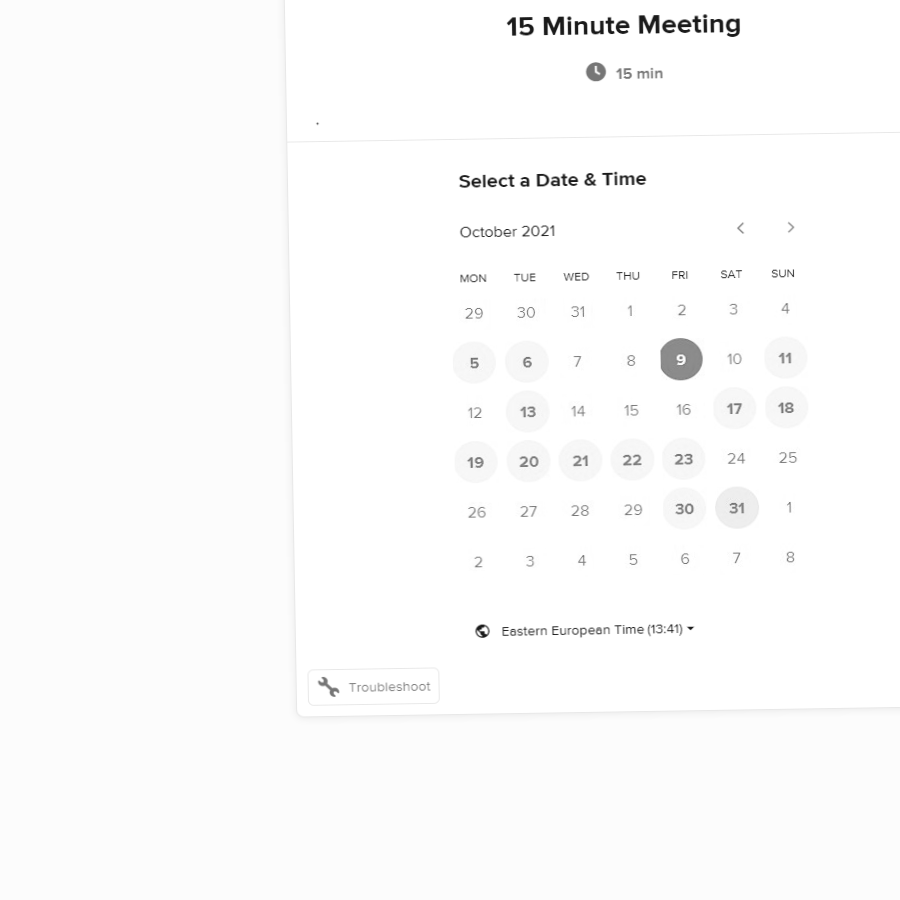 15 Minute Meeting
15 min
.
Select a Date & Time
October 2021
MON TUE WED THU FRI SAT SUN
29 30 31 1 2 3 4
5 6 7 8 9 10 11
12 13 14 15 16 17 18
19 20 21 22 23 24 25
26 27 28 29 30 31 1
2 3 4 5 6 7 8
Eastern European Time (13:41)
Troubleshoot